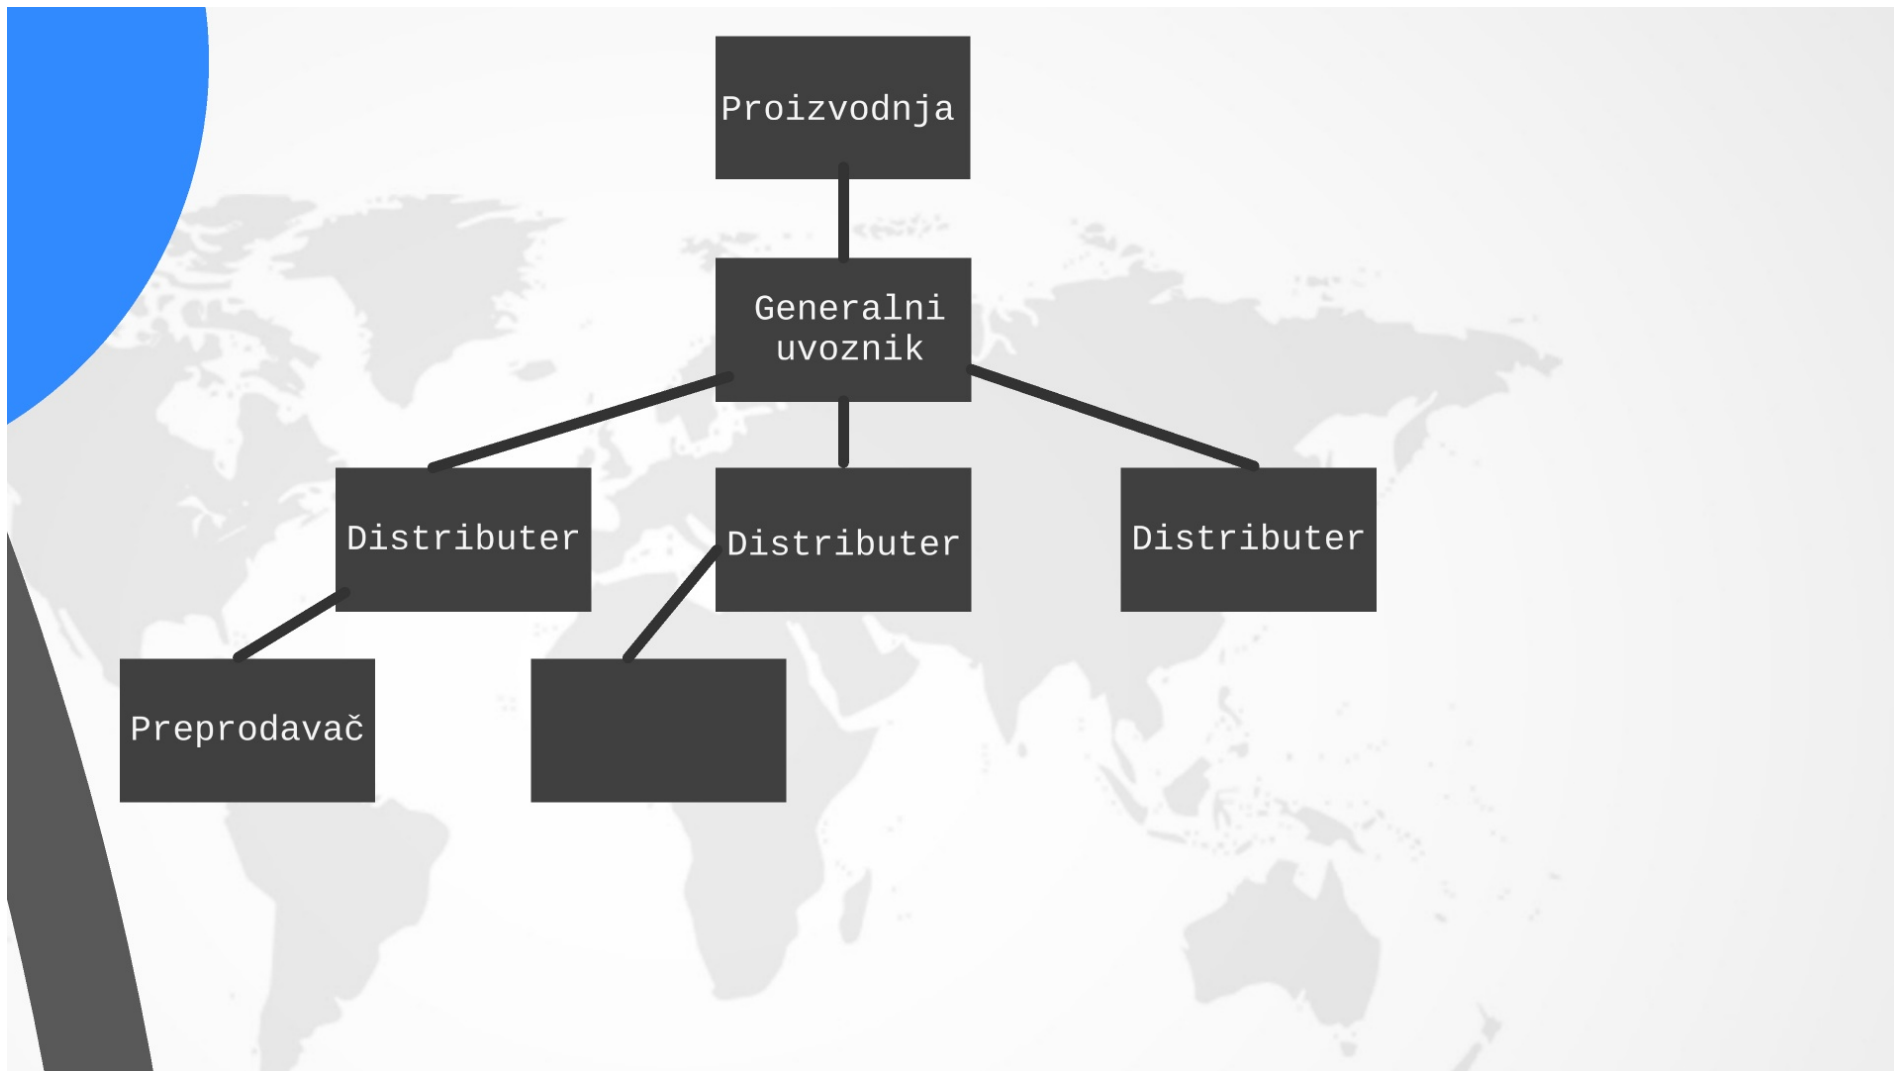 Proizvodnja
Generalni
uvoznik
Distributer
Distributer
Distributer
Preprodavač